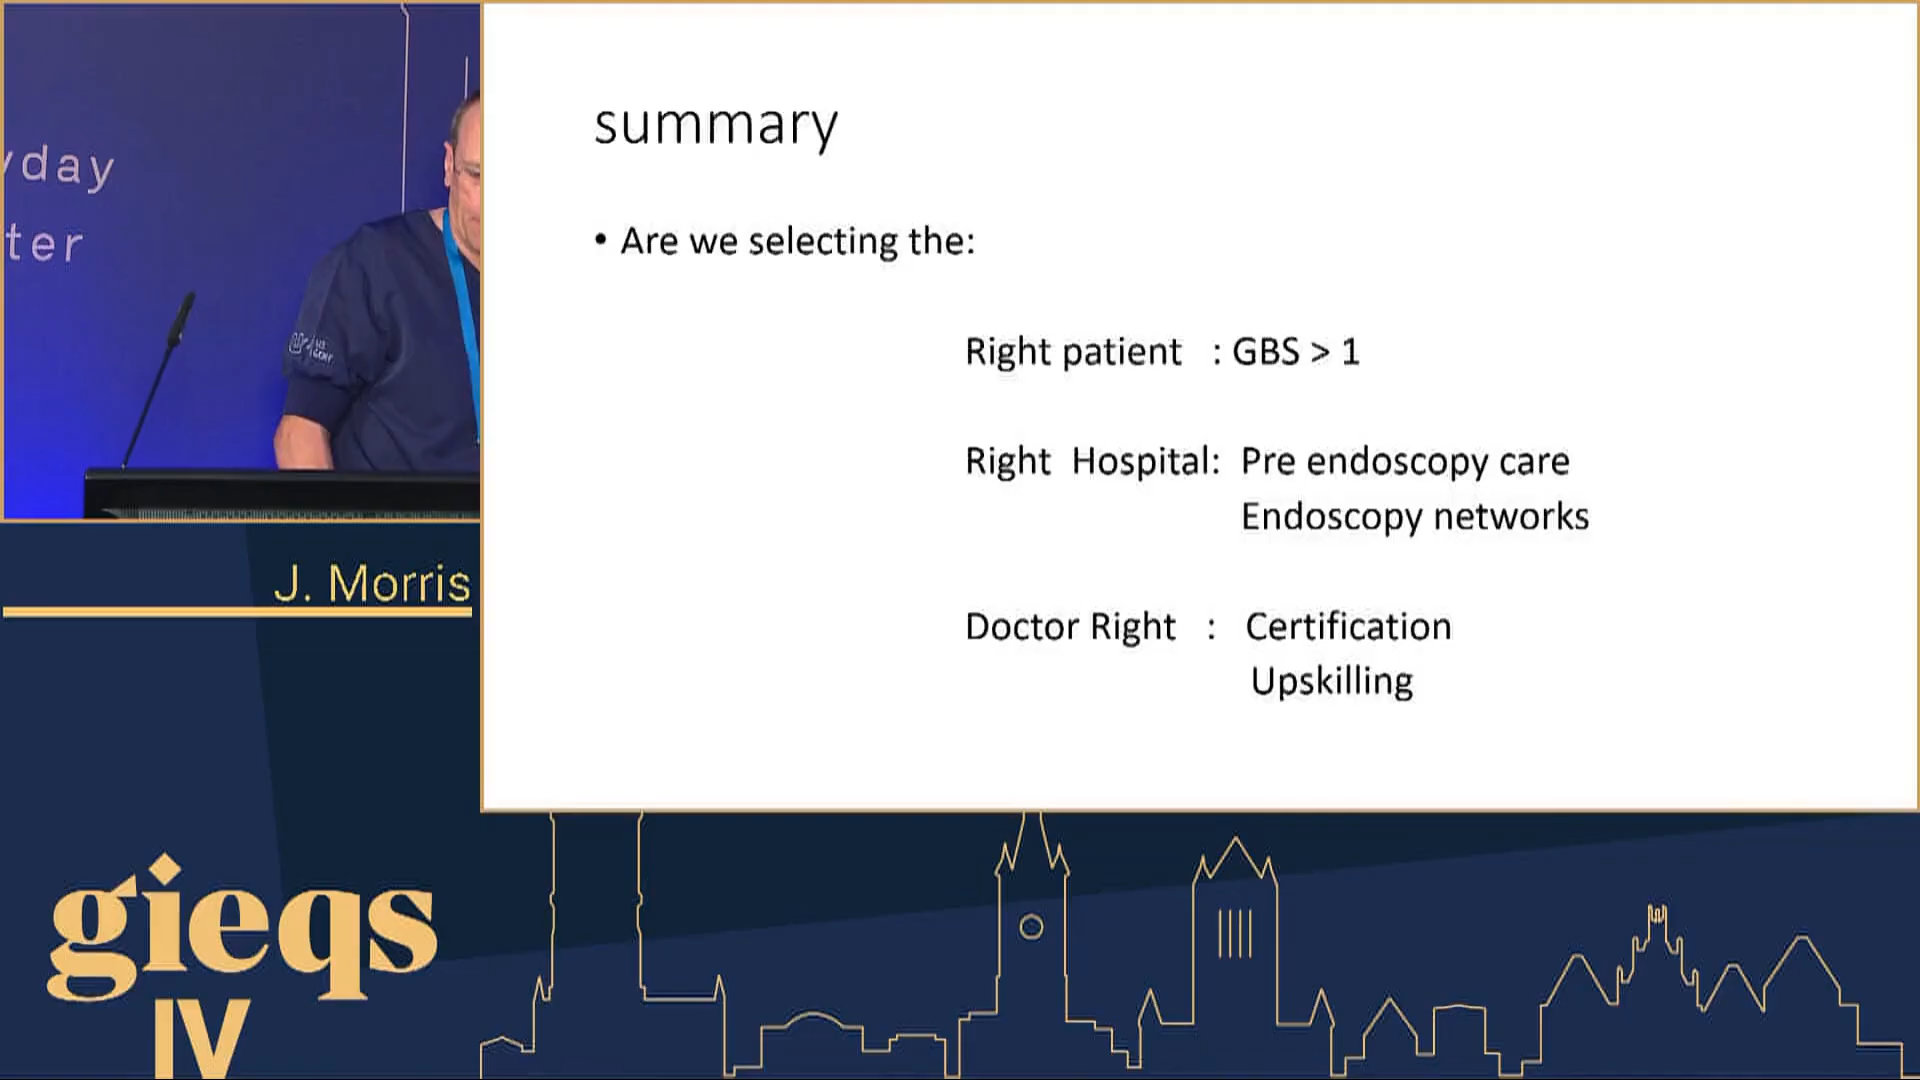 yday
ter
J. Morris
gieqs
IV
summary
• Are we selecting the:
Right patient : GBS > 1
Right Hospital: Pre endoscopy care
Endoscopy networks
Doctor Right : Certification
Upskilling